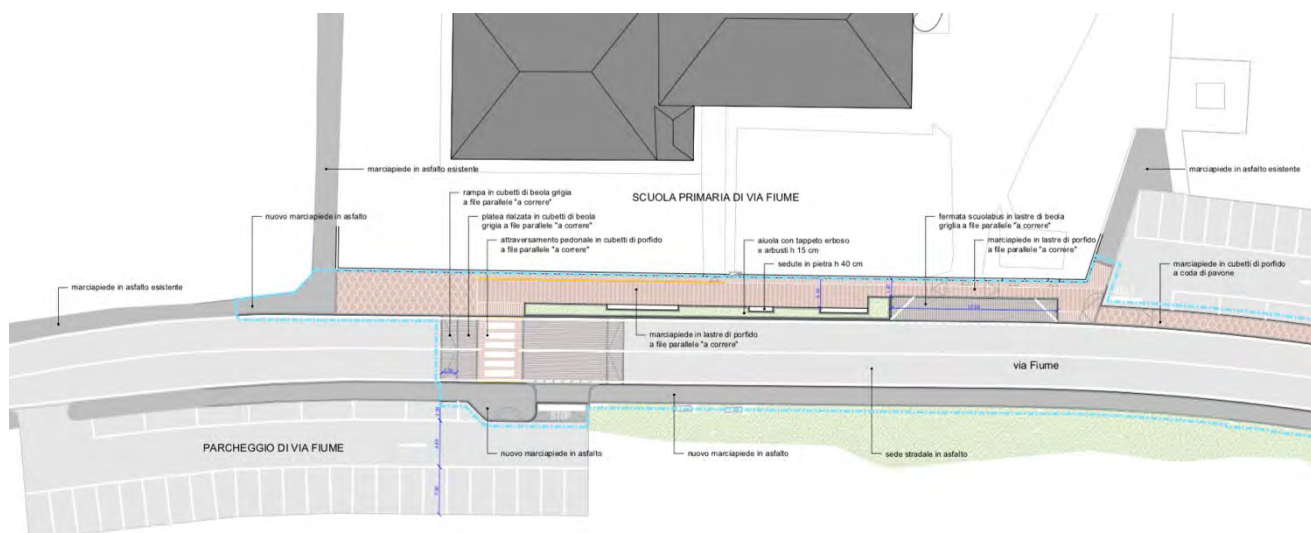 marciapiede in asfalto esistente
marciapiede in asfalto esistente
rampa in cubetti di beola grigia
a file parallele "a correre"
SCUOLA PRIMARIA DI VIA FIUME
nuovo marciapiede in asfalto
platea rialzata in cubetti di beola
grigia a file parallele "a correre"
fermata scuolabus in lastre di beola
griglia a file parallele "a correre"
attraversamento pedonale in cubetti di porfido
a file parallele "a correre"
aiuola con tappeto erboso
e arbusti h 15 cm
marciapiede in lastre di porfido
a file parallele "a correre"
sedute in pietra h 40 cm
marciapiede in cubetti di porfido
a coda di pavone
marciapiede in asfalto esistente
marciapiede in lastre di porfido
a file parallele "a correre"
via Fiume
STOP
PARCHEGGIO DI VIA FIUME
nuovo marciapiede in asfalto
nuovo marciapiede in asfalto
sede stradale in asfalto